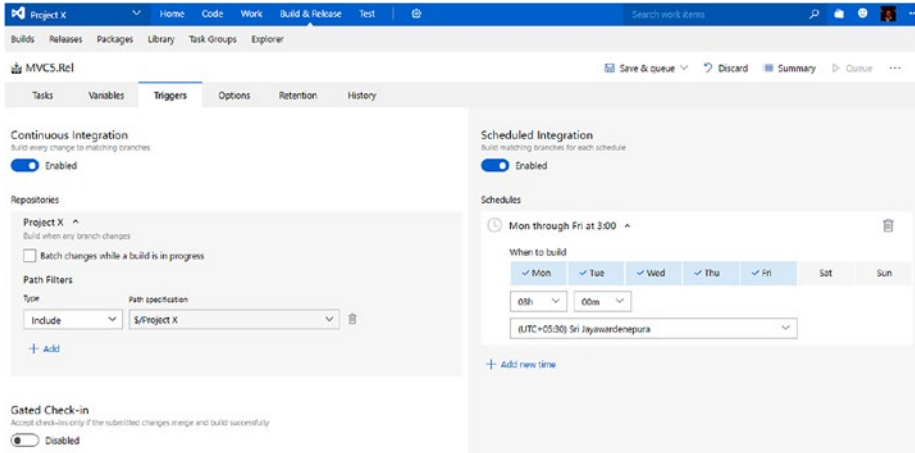 Project X Home Code Work Build & Release Test Search work items
Builds Releases Packages Library Task Groups Explorer
MVC5.Rel Save & queue Discard Summary Queue ...
Tasks Variables Triggers Options Retention History
Continuous Integration
Build every change to matching branches
Enabled
Repositories
Project X
Build when any branch changes
Batch changes while a build is in progress
Path Filters
Type Path specification
Include $/Project X
+ Add
Gated Check-in
Accept check-ins only if the submitted changes merge and build successfully
Disabled
Scheduled Integration
Build matching branches for each schedule
Enabled
Schedules
Mon through Fri at 3:00
When to build
Mon Tue Wed Thu Fri Sat Sun
03h 00m
(UTC+05:30) Sri Jayawardenepura
+ Add new time